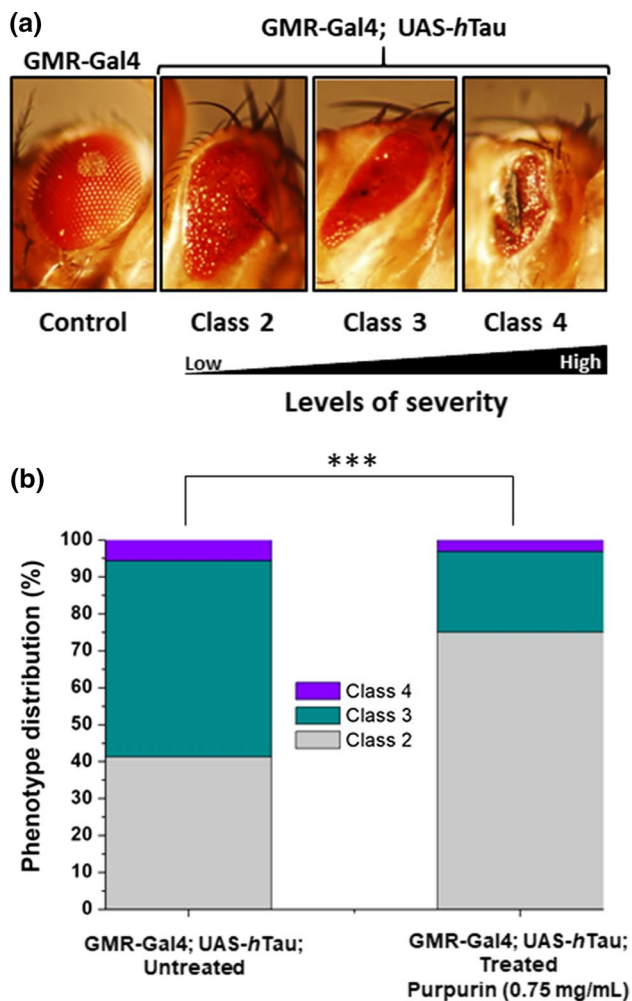 (a)
GMR-Gal4; UAS-hTau
GMR-Gal4
Control
Class 2
Class 3
Class 4
Low
High
Levels of severity
(b)
***
Phenotype distribution (%)
100
90
80
70
60
50
40
30
20
10
0
Class 4
Class 3
Class 2
GMR-Gal4; UAS-hTau;
Untreated
GMR-Gal4; UAS-hTau;
Treated
Purpurin (0.75 mg/mL)